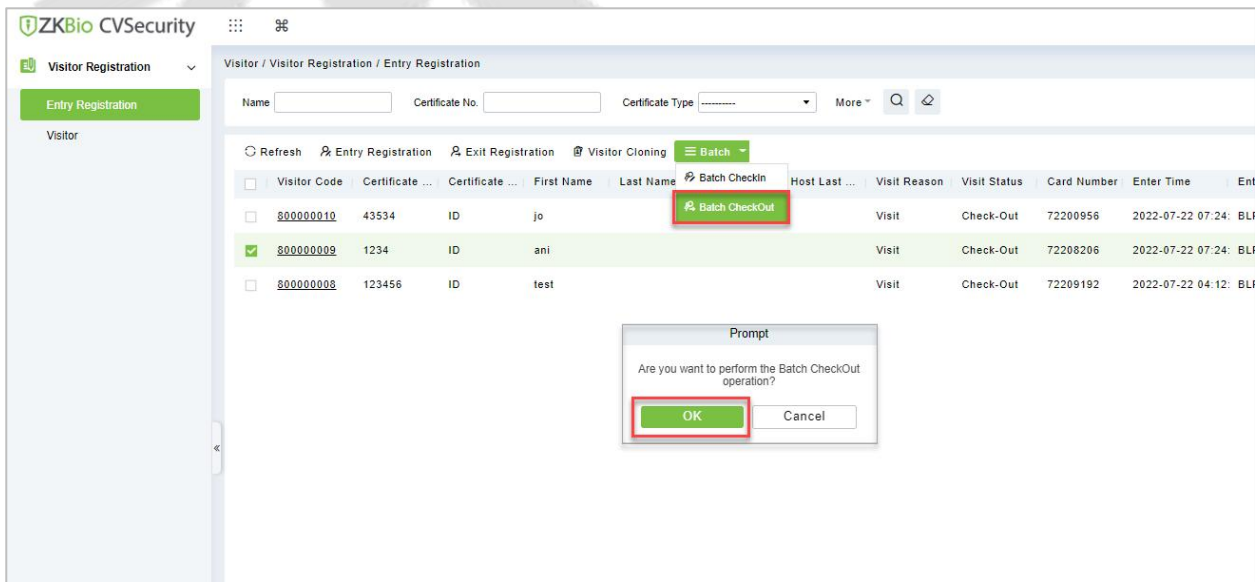 ZKBio CVSecurity
Visitor Registration
Entry Registration
Visitor
Visitor / Visitor Registration / Entry Registration
Name Certificate No. Certificate Type ---------- More
Refresh Entry Registration Exit Registration Visitor Cloning Batch
Batch CheckIn
Batch CheckOut
Visitor Code Certificate ... Certificate ... First Name Last Name Host Last ... Visit Reason Visit Status Card Number Enter Time Ent
800000010 43534 ID jo Visit Check-Out 72200956 2022-07-22 07:24: BLR
800000009 1234 ID ani Visit Check-Out 72208206 2022-07-22 07:24: BLR
800000008 123456 ID test Visit Check-Out 72209192 2022-07-22 04:12: BLR
Prompt
Are you want to perform the Batch CheckOut
operation?
OK Cancel